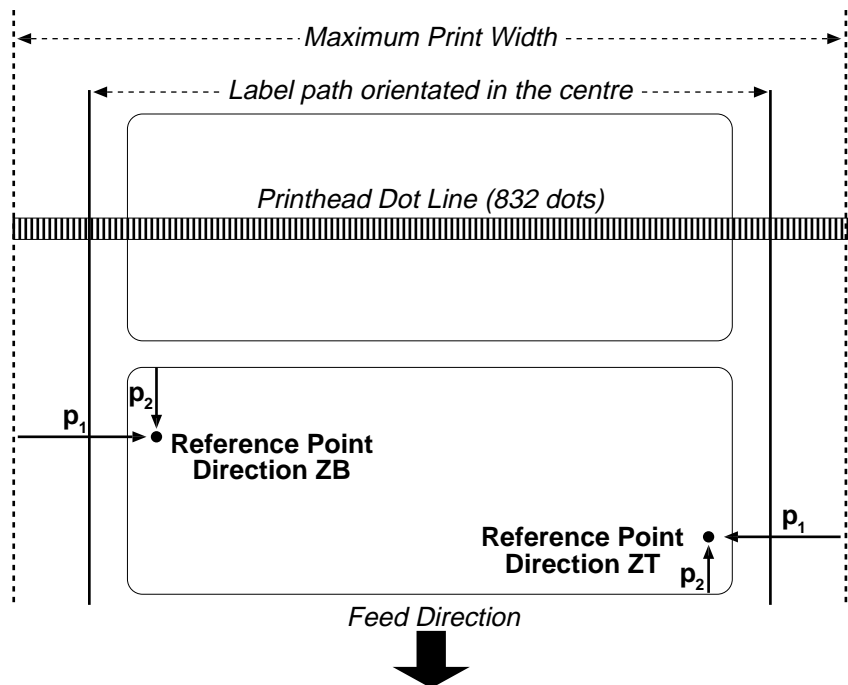 Maximum Print Width
Label path orientated in the centre
Printhead Dot Line (832 dots)
p2
p1
Reference Point
Direction ZB
p1
Reference Point
Direction ZT
p2
Feed Direction